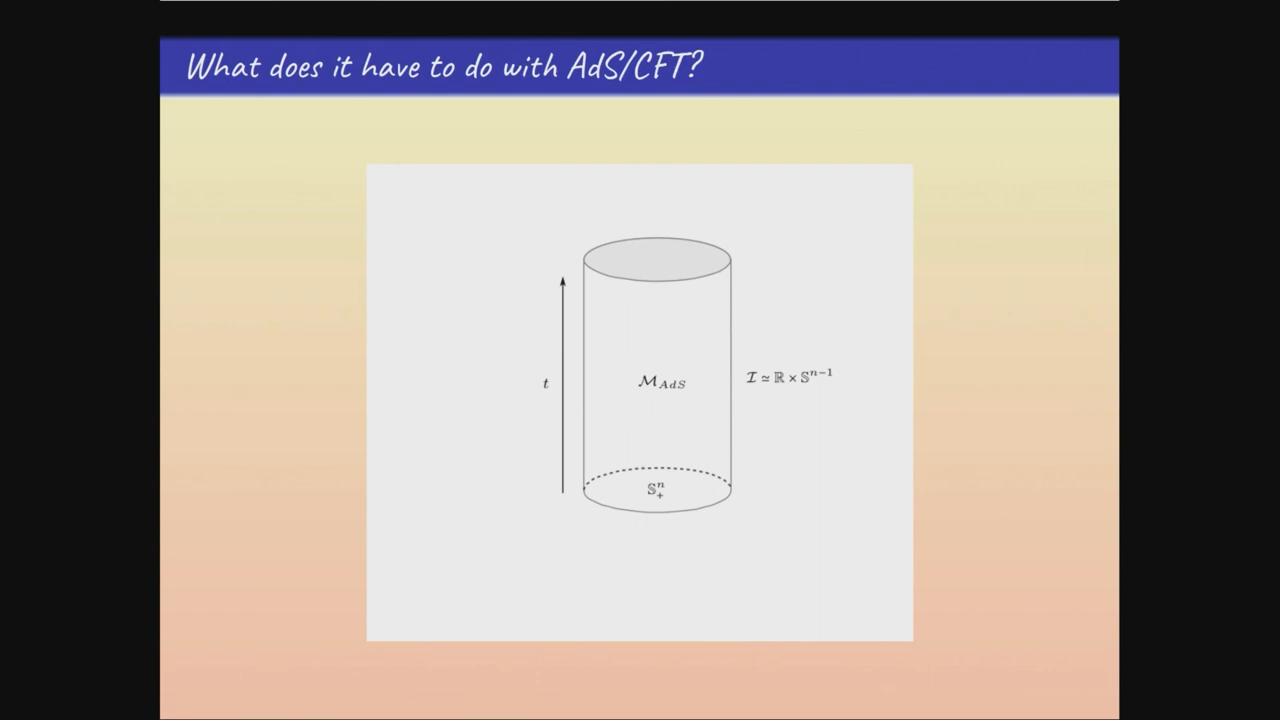 What does it have to do with AdS/CFT?
t
𝓜_{AdS}
𝓘 ≃ ℝ × 𝕊^{n−1}
𝕊^n_+